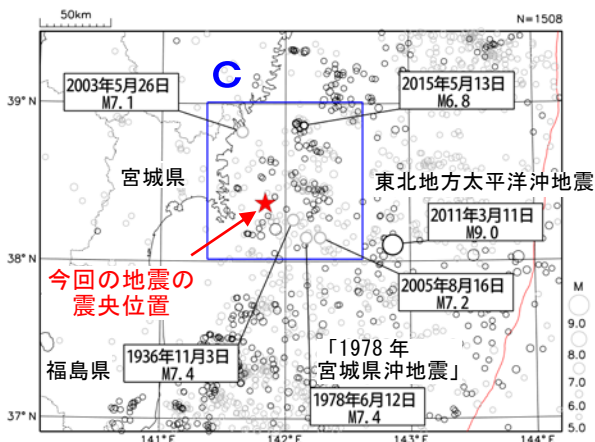 50km
N=1508
C
2003年5月26日
M7.1
2015年5月13日
M6.8
39°N
宮城県
東北地方太平洋沖地震
2011年3月11日
M9.0
38°N
今回の地震の
震央位置
2005年8月16日
M7.2
M
9.0
8.0
7.0
6.0
5.0
1936年11月3日
M7.4
「1978 年
宮城県沖地震」
福島県
1978年6月12日
M7.4
37°N
141°E
142°E
143°E
144°E